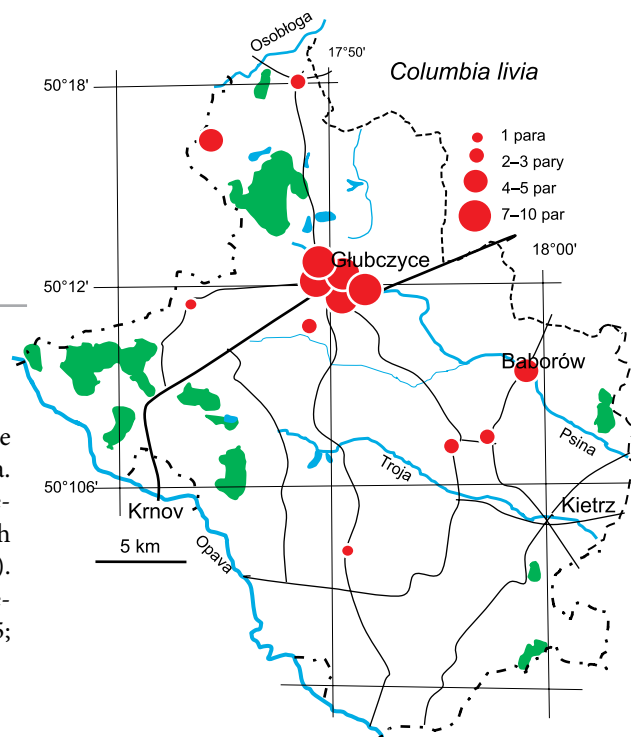 Osobłoga
17°50'
Columbia livia
50°18'
1 para
2–3 pary
4–5 par
7–10 par
Głubczyce
18°00'
50°12'
Baborów
Psina
Troja
50°106'
Krnov
Kietrz
5 km
Opava
e
a.
e-
h
).
e-
5;